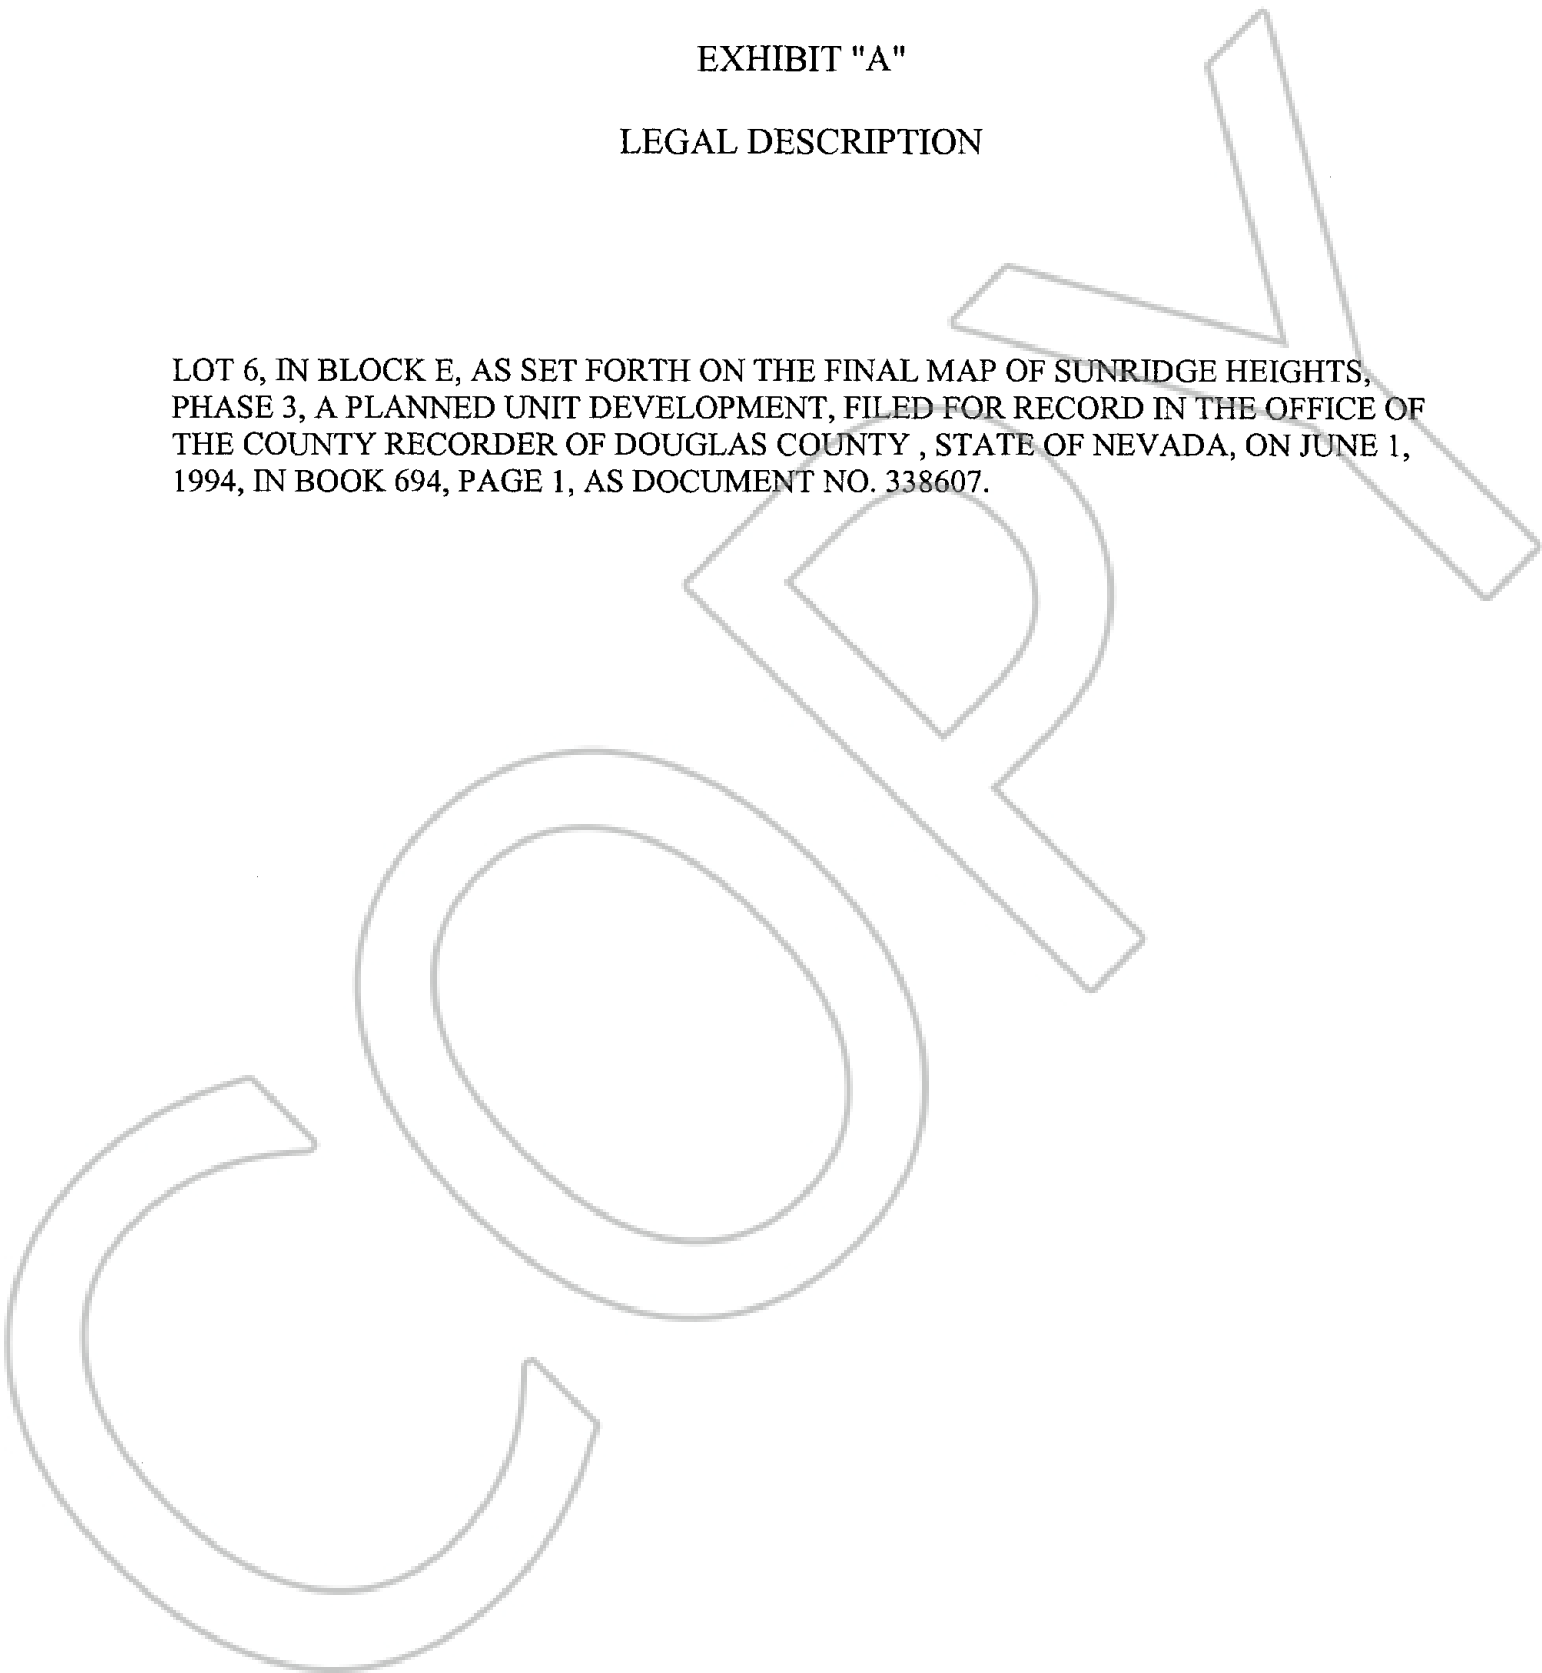 EXHIBIT "A"
LEGAL DESCRIPTION
LOT 6, IN BLOCK E, AS SET FORTH ON THE FINAL MAP OF SUNRIDGE HEIGHTS,
PHASE 3, A PLANNED UNIT DEVELOPMENT, FILED FOR RECORD IN THE OFFICE OF
THE COUNTY RECORDER OF DOUGLAS COUNTY , STATE OF NEVADA, ON JUNE 1,
1994, IN BOOK 694, PAGE 1, AS DOCUMENT NO. 338607.
COPY